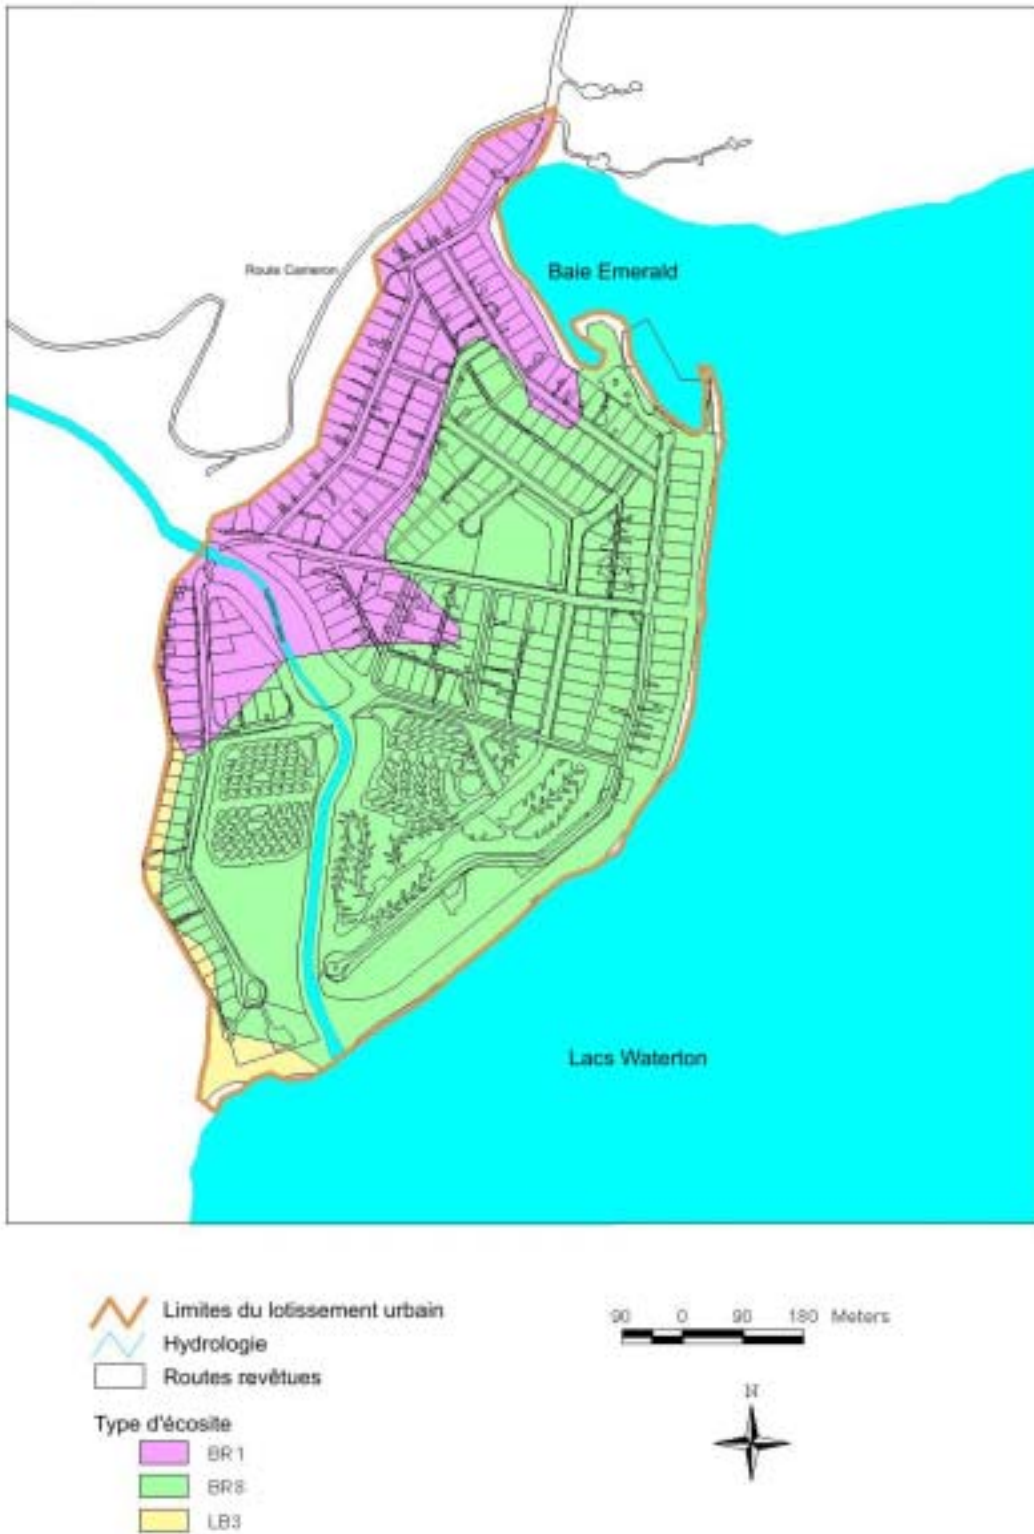 Route Cameron
Baie Emerald
Lacs Waterton
Limites du lotissement urbain
Hydrologie
Routes revêtues
90 0 90 180 Meters
N
Type d'écosite
BR1
BR8
LB3